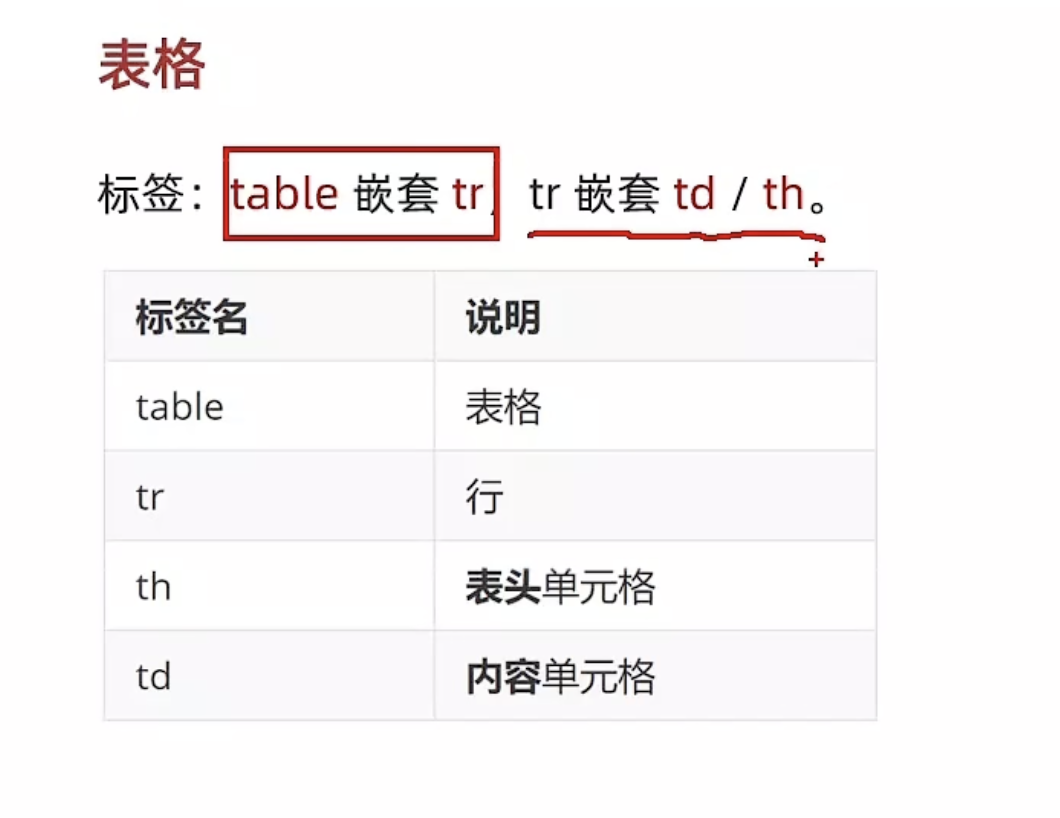 表格
标签：table 嵌套 tr，tr 嵌套 td / th。
标签名 说明
table 表格
tr 行
th 表头单元格
td 内容单元格